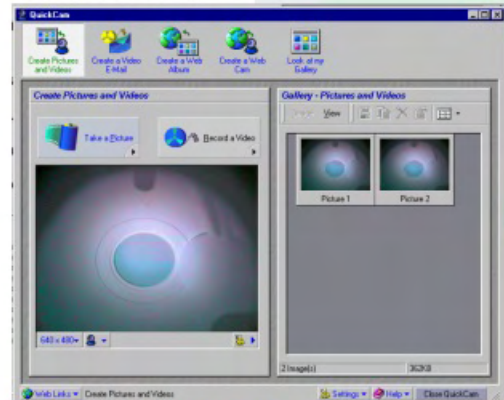 QuickCam
Create Pictures and Videos
Create a Video E-Mail
Create a Web Album
Create a Web Cam
Look at my Gallery
Create Pictures and Videos
Take a Picture
Record a Video
640 x 480
Gallery - Pictures and Videos
View
Picture 1
Picture 2
2 Image(s)
362KB
Web Links
Create Pictures and Videos
Settings
Help
Close QuickCam